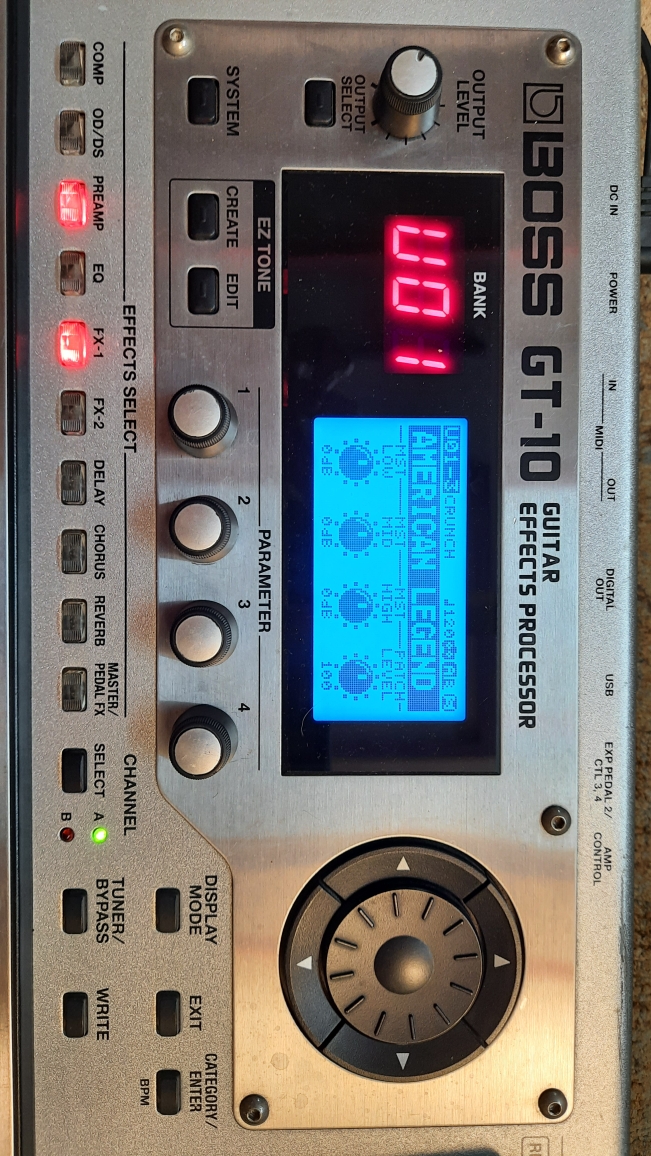 DC IN
POWER
IN
MIDI
OUT
DIGITAL
OUT
USB
EXP PEDAL 2/
CTL 3, 4
AMP
CONTROL
BOSS GT-10
GUITAR
EFFECTS PROCESSOR
OUTPUT
LEVEL
OUTPUT
SELECT
SYSTEM
BANK
U01
U01-3 CRUNCH
AMERICAN LEGEND
MST
LOW
0dB
MST
MID
0dB
MST
HIGH
0dB
PATCH
LEVEL
100
EZ TONE
CREATE
EDIT
1
2
3
4
PARAMETER
EFFECTS SELECT
COMP
OD/DS
PREAMP
EQ
FX-1
FX-2
DELAY
CHORUS
REVERB
MASTER/
PEDAL FX
CHANNEL
SELECT
A
B
DISPLAY
MODE
EXIT
CATEGORY/
ENTER
BPM
TUNER/
BYPASS
WRITE